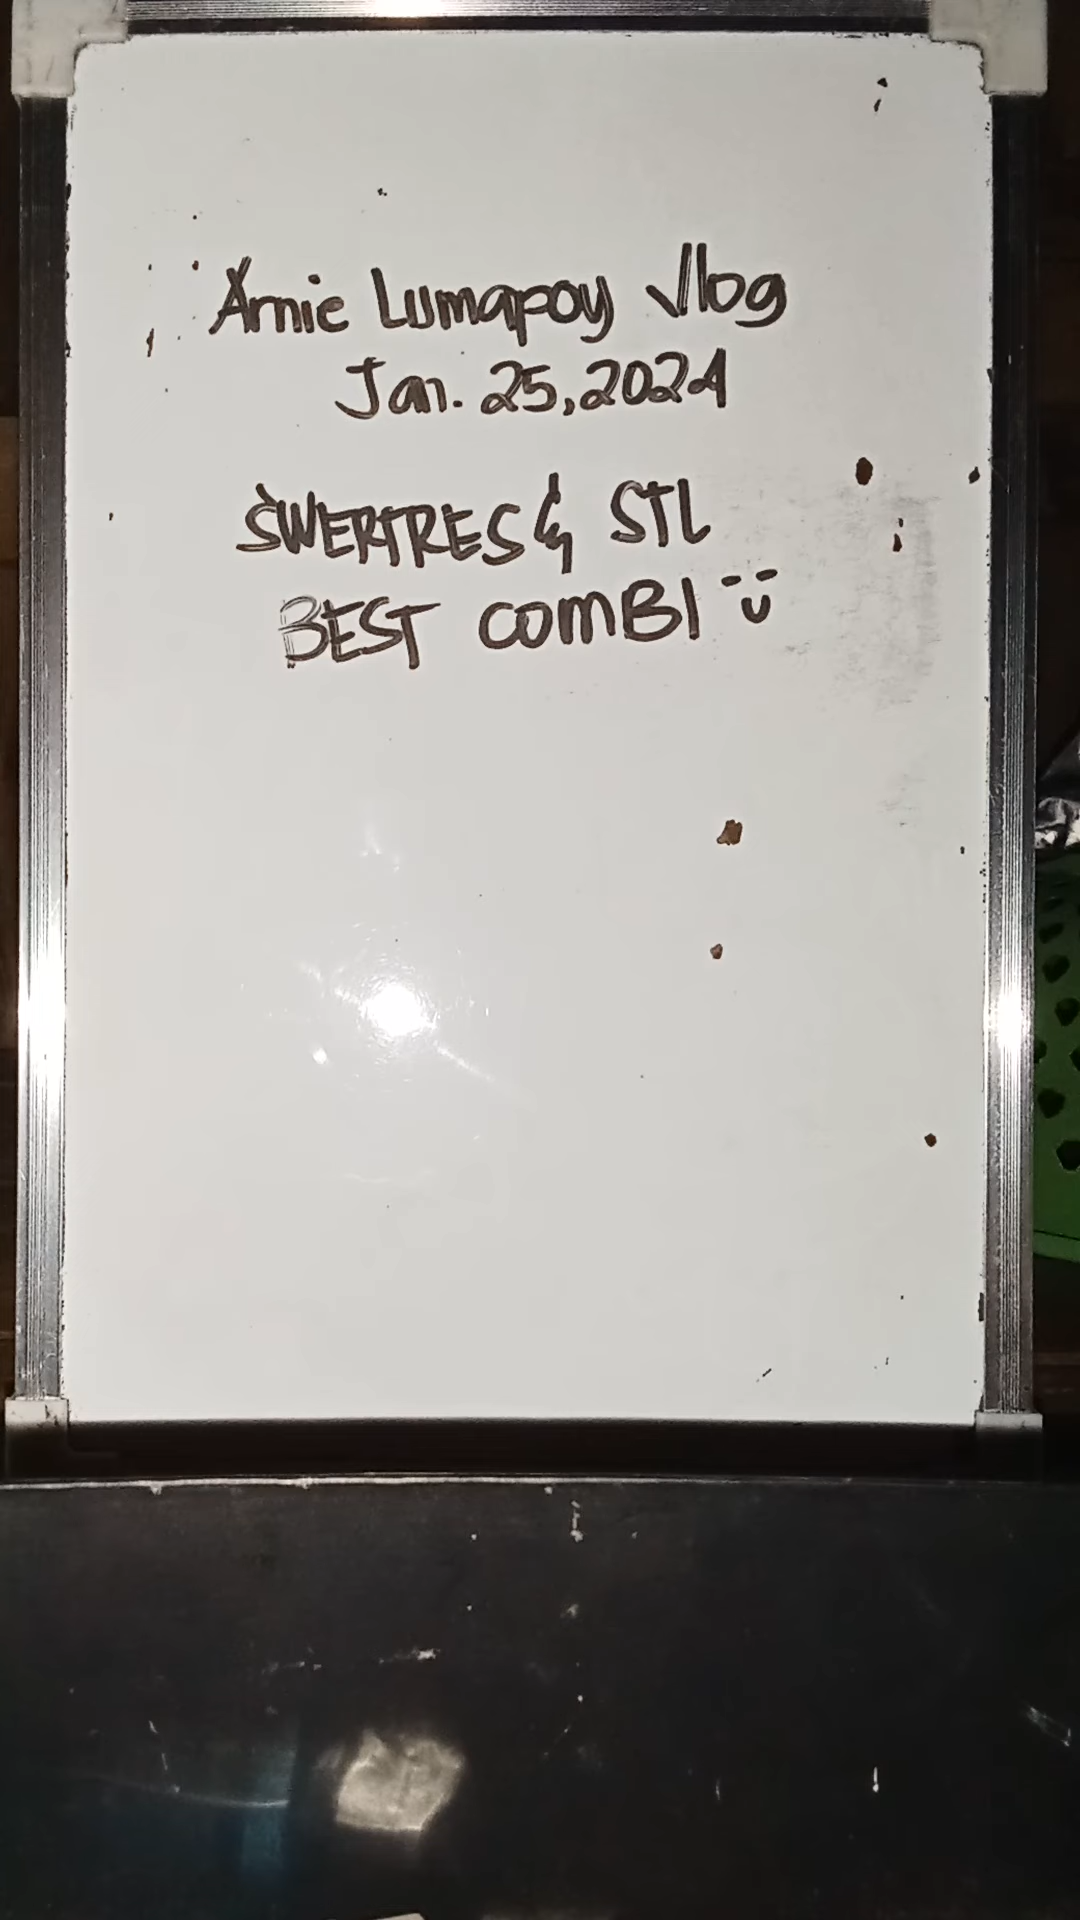 Arnie Lumapoy Vlog
Jan. 25, 2024
SWERTRES & STL
BEST comBI